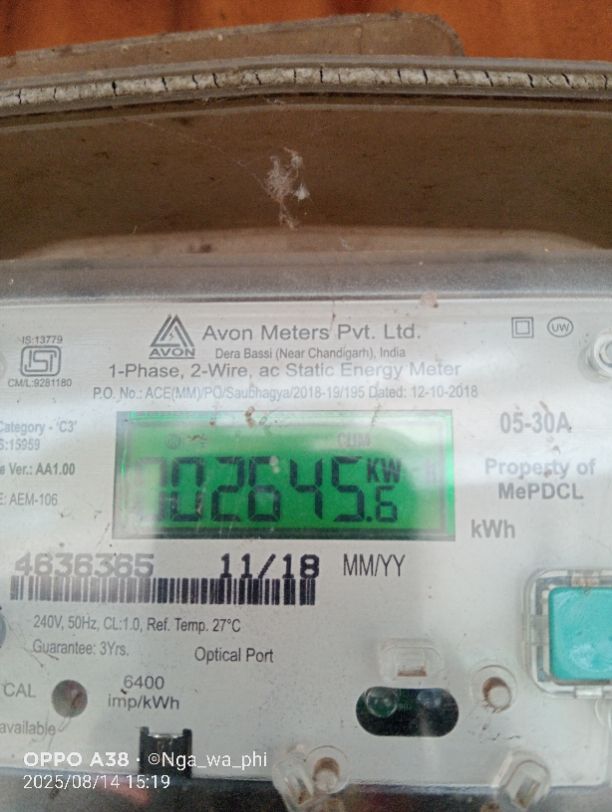 IS:13779
ISI
CM/L:9281180
AVON
Avon Meters Pvt. Ltd.
Dera Bassi (Near Chandigarh), India
1-Phase, 2-Wire, ac Static Energy Meter
P.O. No.: ACE(MM)/PO/Saubhagya/2018-19/195 Dated: 12-10-2018
UW
Category - 'C3'
S:15959
e Ver.: AA1.00
E: AEM-106
CUM
02645.6
KW
05-30A
Property of
MePDCL
kWh
4636365
11/18
MM/YY
240V, 50Hz, CL:1.0, Ref. Temp. 27°C
Guarantee: 3Yrs.
Optical Port
CAL
6400
imp/kWh
available
OPPO A38 · ©Nga_wa_phi
2025/08/14 15:19